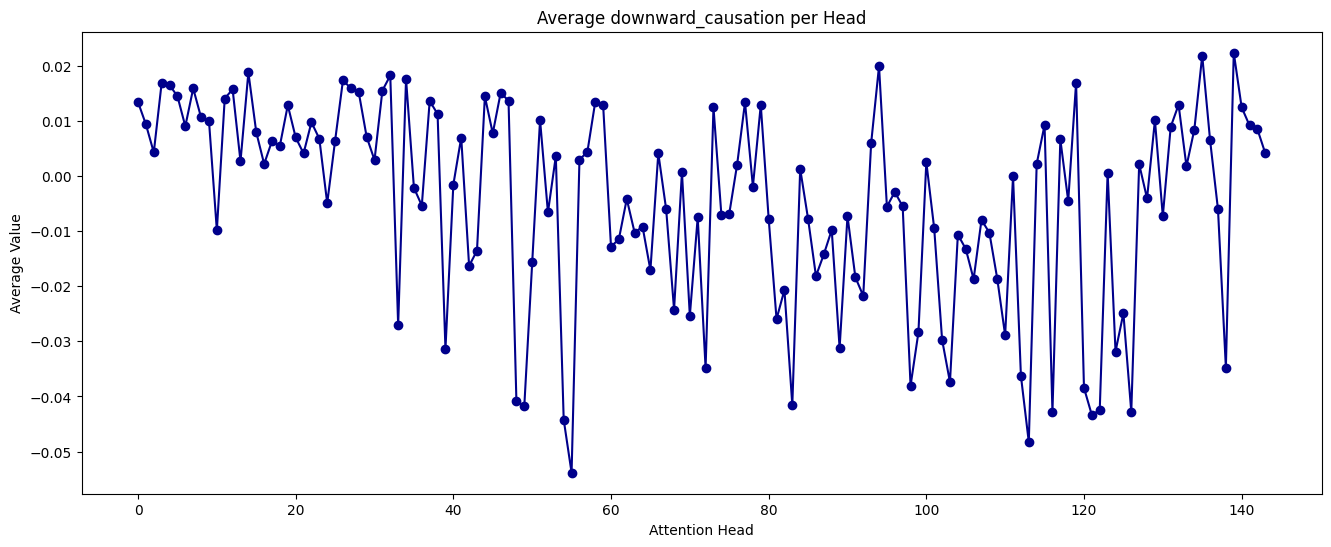 Average downward_causation per Head
Average Value
0.02
0.01
0.00
−0.01
−0.02
−0.03
−0.04
−0.05
0 20 40 60 80 100 120 140
Attention Head